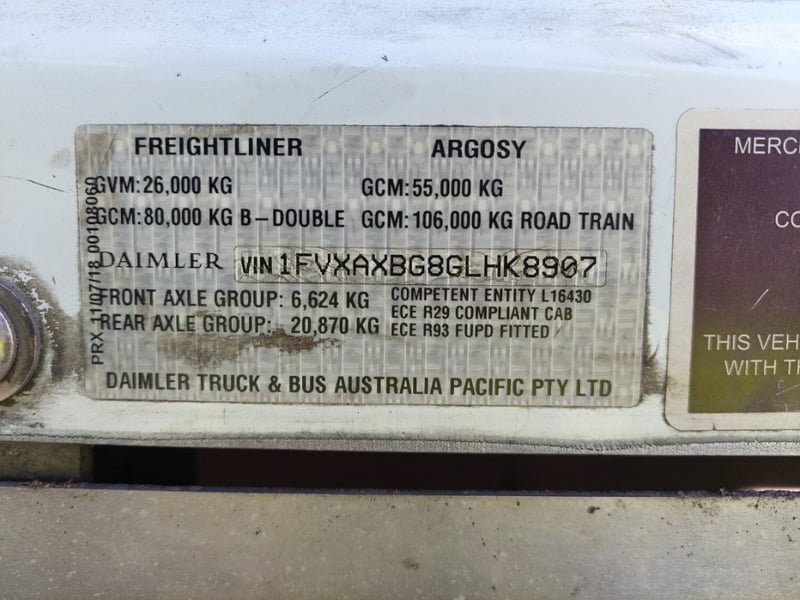 FREIGHTLINER ARGOSY
GVM: 26,000 KG GCM: 55,000 KG
GCM: 80,000 KG B-DOUBLE GCM: 106,000 KG ROAD TRAIN
DAIMLER VIN 1FVXAXBG8GLHK8907
FRONT AXLE GROUP: 6,624 KG
REAR AXLE GROUP: 20,870 KG
COMPETENT ENTITY L16430
ECE R29 COMPLIANT CAB
ECE R93 FUPD FITTED
DAIMLER TRUCK & BUS AUSTRALIA PACIFIC PTY LTD
PRX 11/07/18 00108060
MERC
CO
THIS VEH
WITH TH